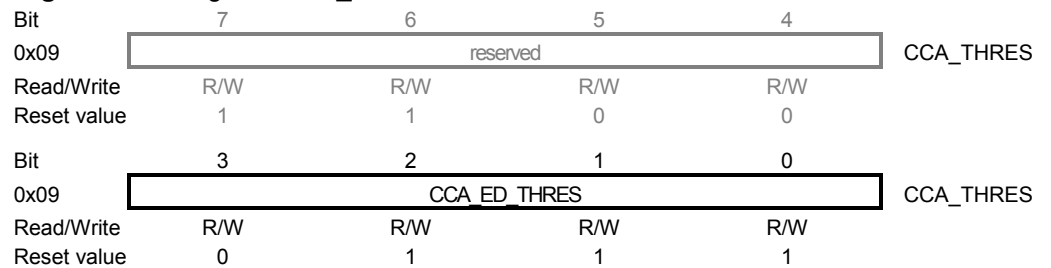 Bit 7 6 5 4
0x09 reserved CCA_THRES
Read/Write R/W R/W R/W R/W
Reset value 1 1 0 0
Bit 3 2 1 0
0x09 CCA_ED_THRES CCA_THRES
Read/Write R/W R/W R/W R/W
Reset value 0 1 1 1